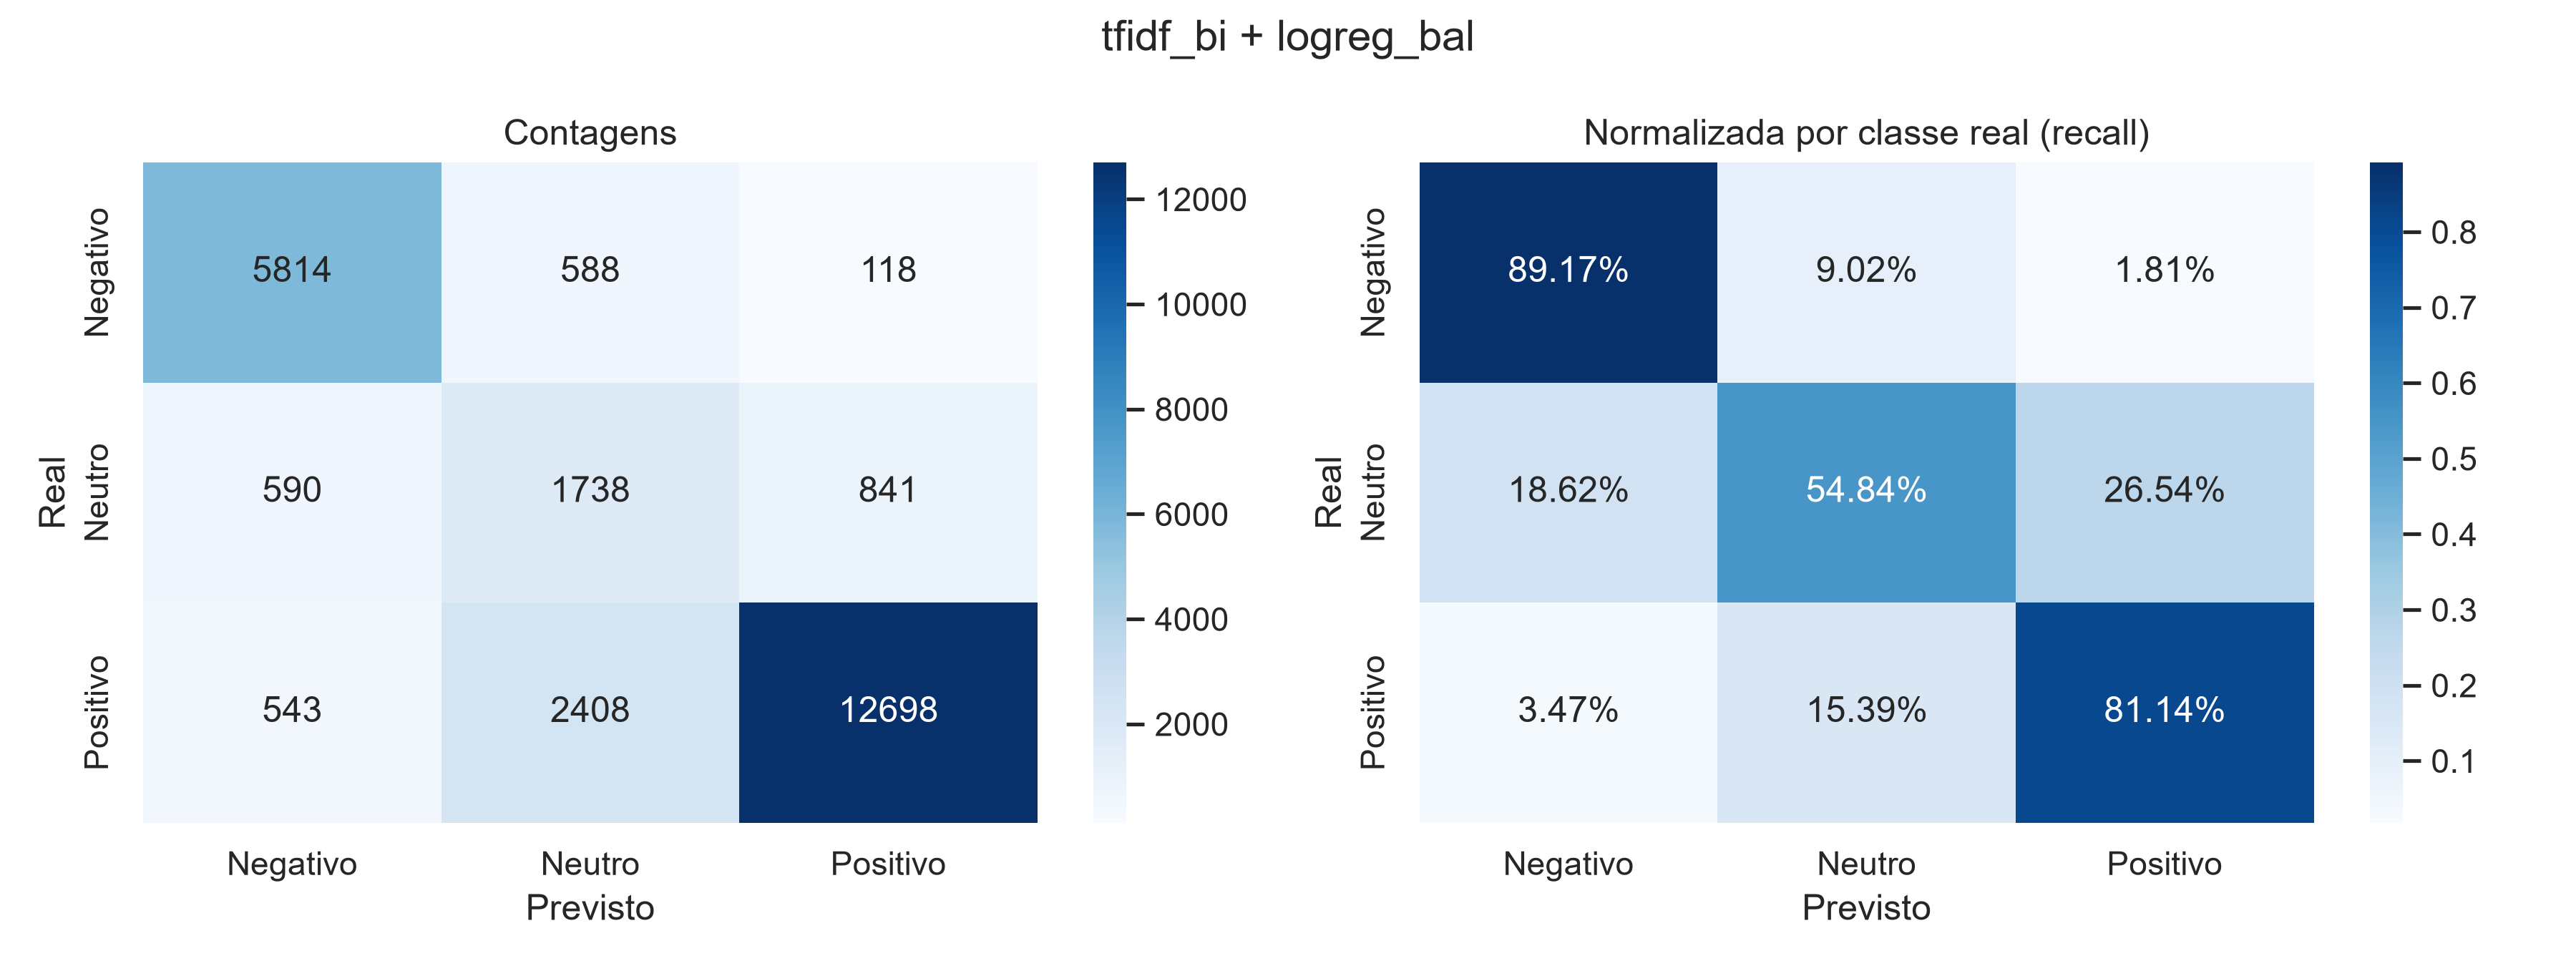 tfidf_bi + logreg_bal
Contagens
Real
Negativo
Neutro
Positivo
5814 588 118
590 1738 841
543 2408 12698
Negativo Neutro Positivo
Previsto
12000
10000
8000
6000
4000
2000
Normalizada por classe real (recall)
Real
Negativo
Neutro
Positivo
89.17% 9.02% 1.81%
18.62% 54.84% 26.54%
3.47% 15.39% 81.14%
Negativo Neutro Positivo
Previsto
0.8
0.7
0.6
0.5
0.4
0.3
0.2
0.1